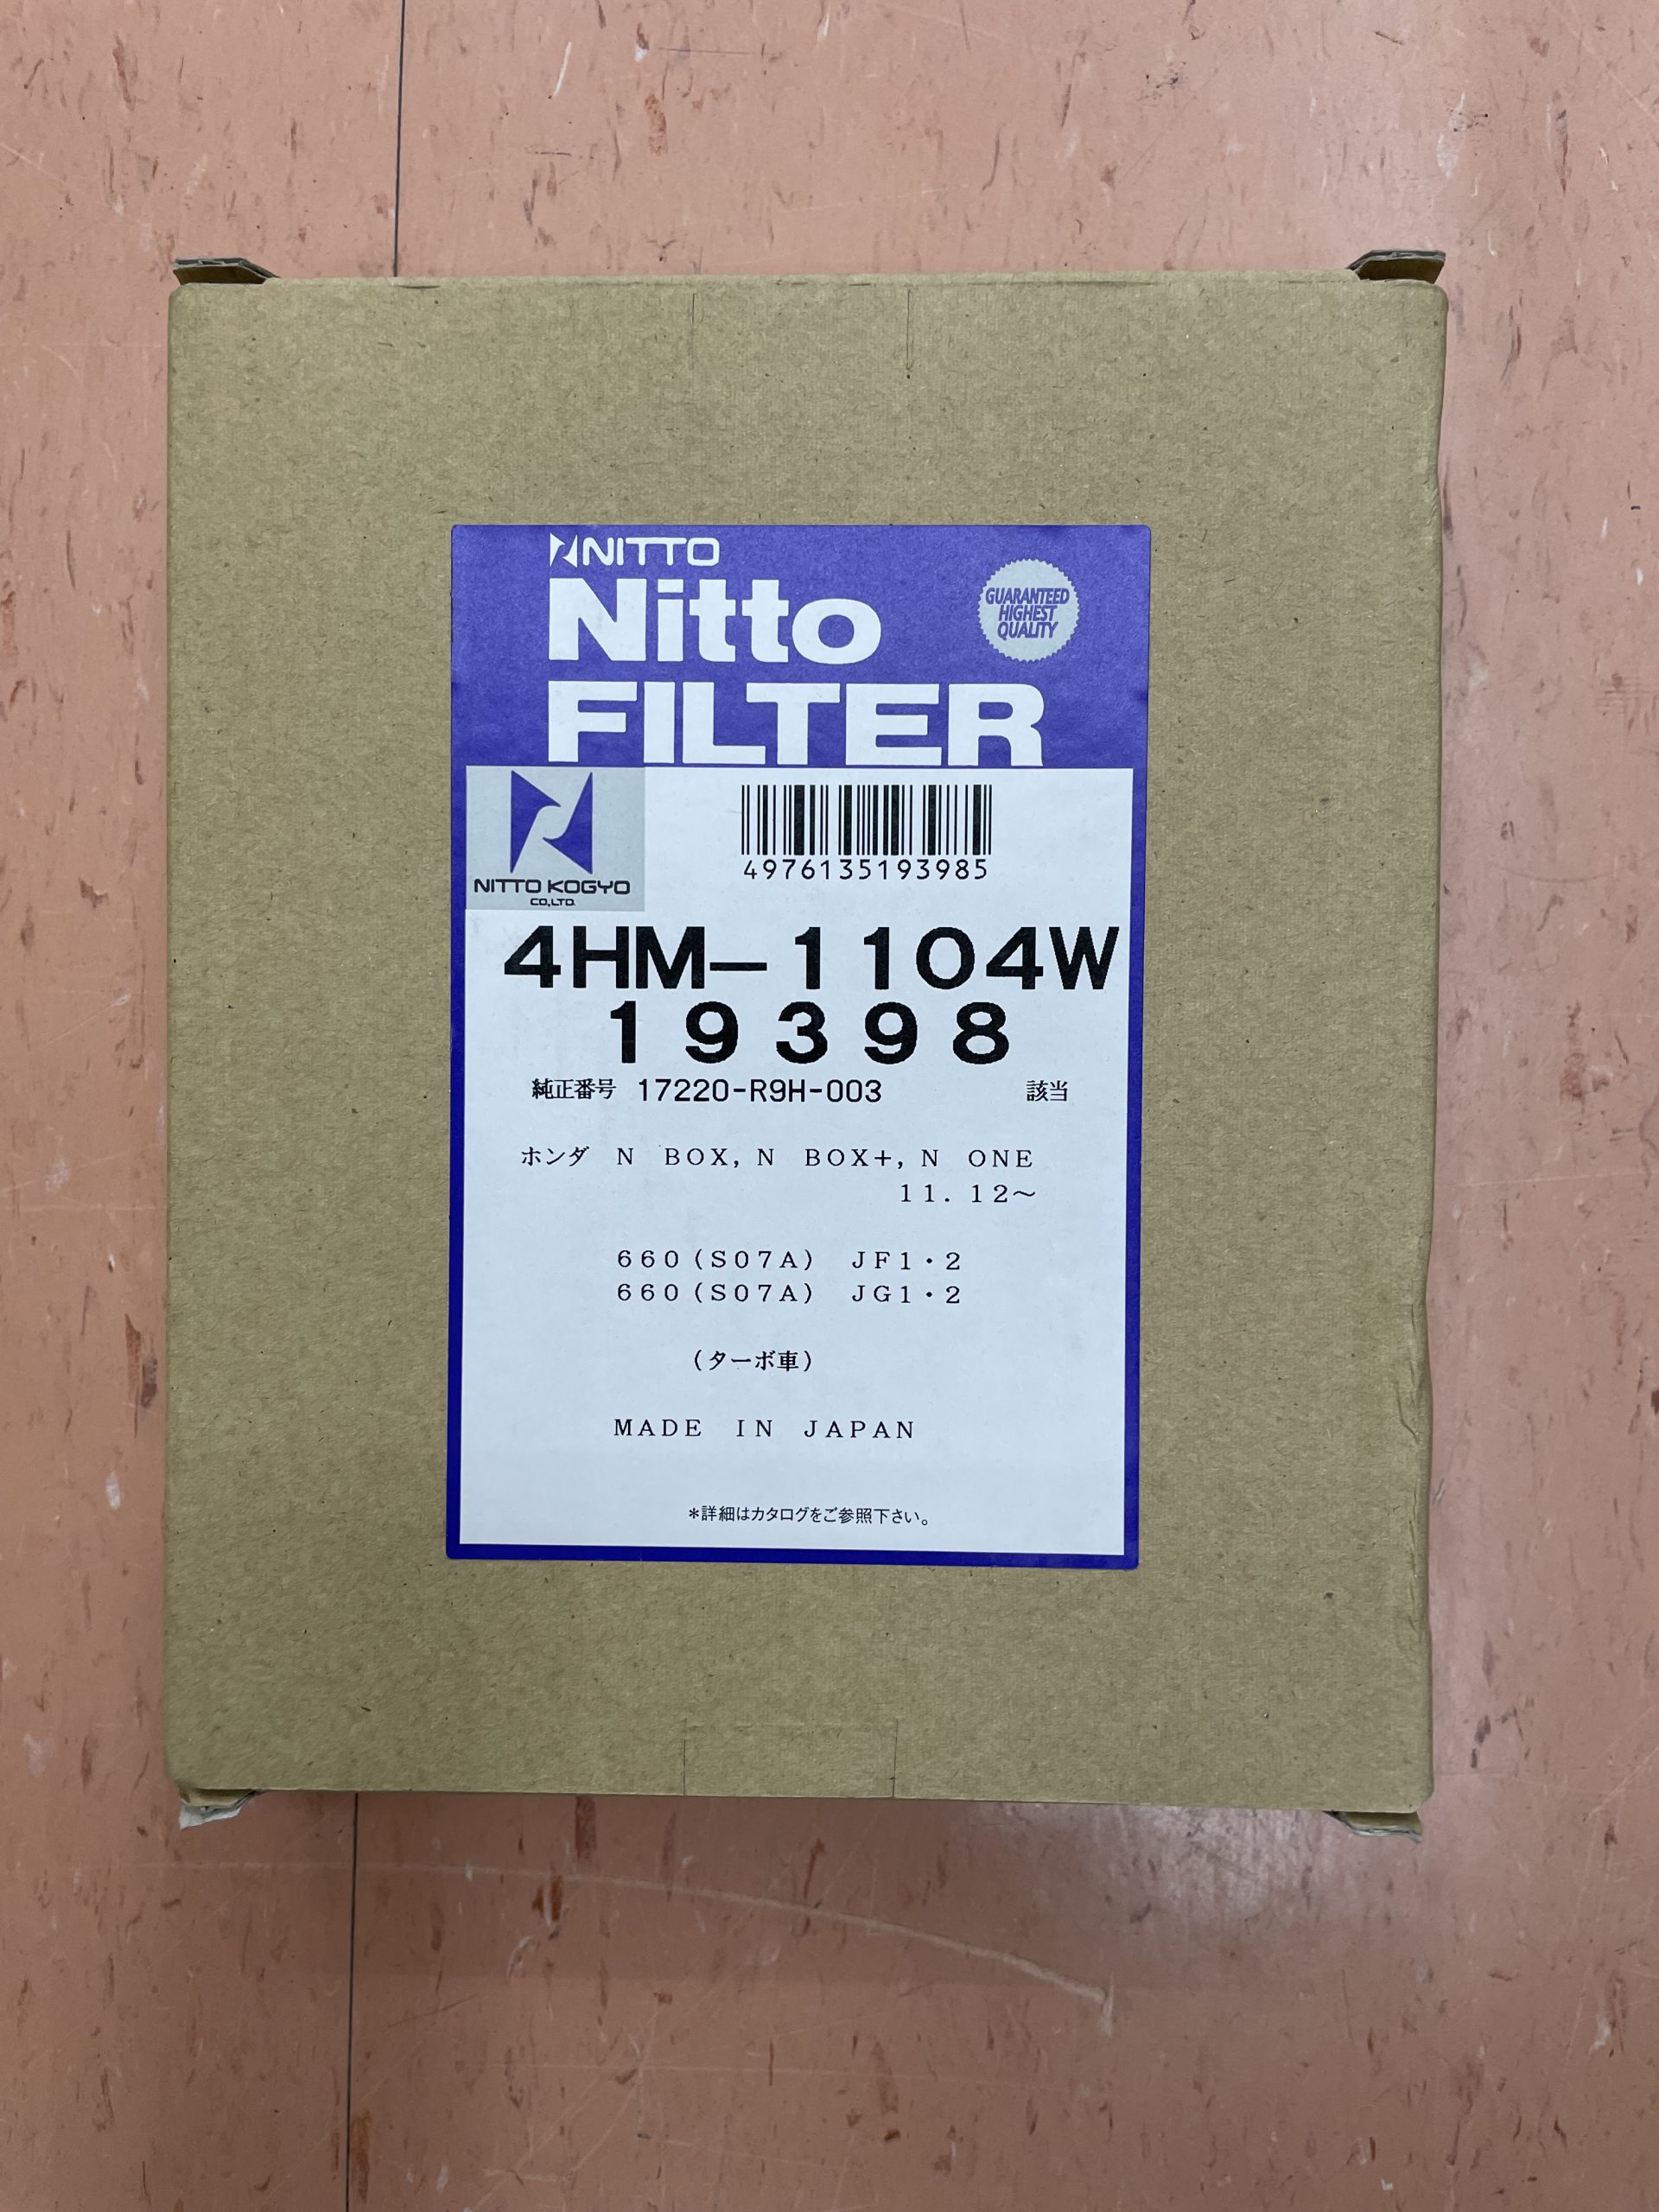 NITTO
Nitto
FILTER
GUARANTEED
HIGHEST
QUALITY
NITTO KOGYO
CO.,LTD.
4976135193985
4HM-1104W
19398
純正番号 17220-R9H-003 該当
ホンダ N BOX, N BOX+, N ONE
11. 12~
660(S07A) JF1・2
660(S07A) JG1・2
(ターボ車)
MADE IN JAPAN
*詳細はカタログをご参照下さい。